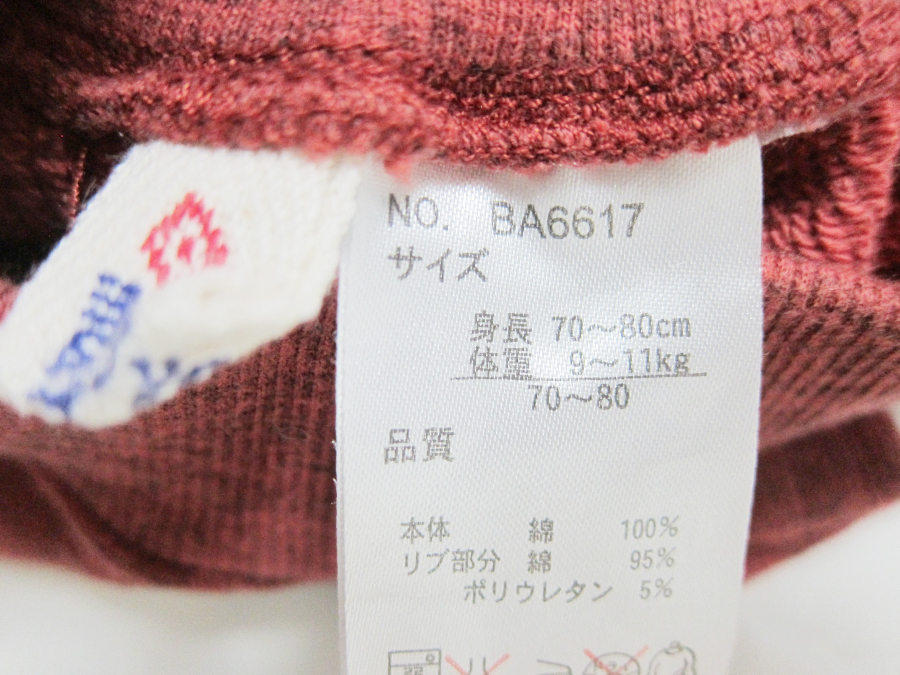 NO. BA6617
サイズ
身長 70～80cm
体重 9～11kg
70～80
品質
本体 綿 100%
リブ部分 綿 95%
ポリウレタン 5%